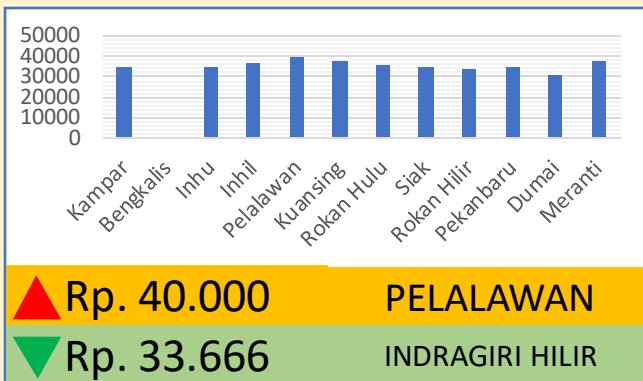 50000
40000
30000
20000
10000
0
Kampar
Bengkalis
Inhu
Inhil
Pelalawan
Kuansing
Rokan Hulu
Siak
Rokan Hilir
Pekanbaru
Dumai
Meranti
Rp. 40.000 PELALAWAN
Rp. 33.666 INDRAGIRI HILIR